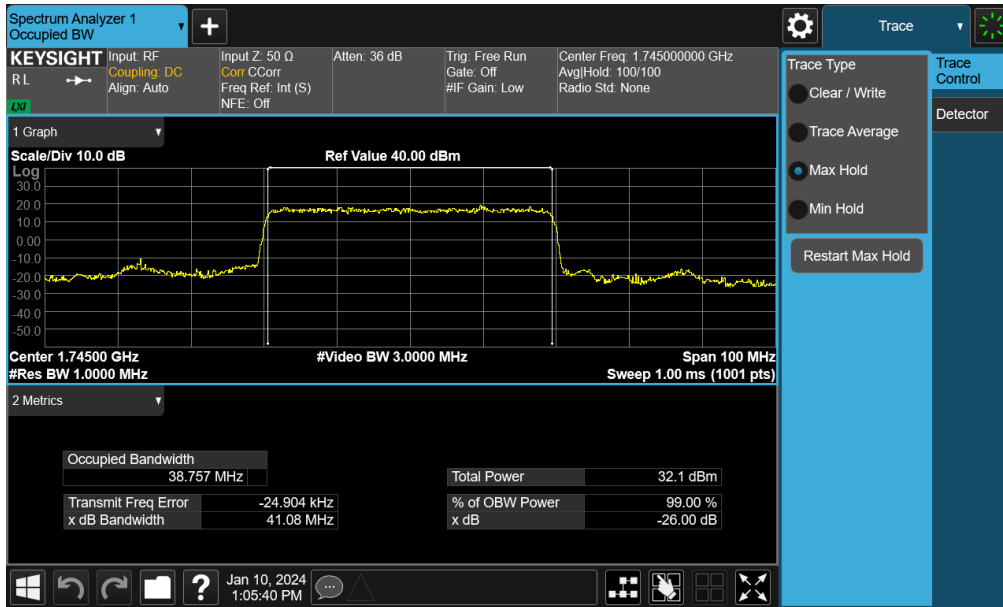 Spectrum Analyzer 1
Occupied BW
+
Trace
KEYSIGHT
RL
LXI
Input: RF
Coupling: DC
Align: Auto
Input Z: 50 Ω
Corr CCorr
Freq Ref: Int (S)
NFE: Off
Atten: 36 dB
Trig: Free Run
Gate: Off
#IF Gain: Low
Center Freq: 1.745000000 GHz
Avg|Hold: 100/100
Radio Std: None
Trace Type
Clear / Write
Trace Average
Max Hold
Min Hold
Restart Max Hold
Trace
Control
Detector
1 Graph
Scale/Div 10.0 dB
Ref Value 40.00 dBm
Log
30.0
20.0
10.0
0.00
-10.0
-20.0
-30.0
-40.0
-50.0
Center 1.74500 GHz
#Video BW 3.0000 MHz
Span 100 MHz
#Res BW 1.0000 MHz
Sweep 1.00 ms (1001 pts)
2 Metrics
Occupied Bandwidth
38.757 MHz
Total Power 32.1 dBm
Transmit Freq Error -24.904 kHz
% of OBW Power 99.00 %
x dB Bandwidth 41.08 MHz
x dB -26.00 dB
?
Jan 10, 2024
1:05:40 PM